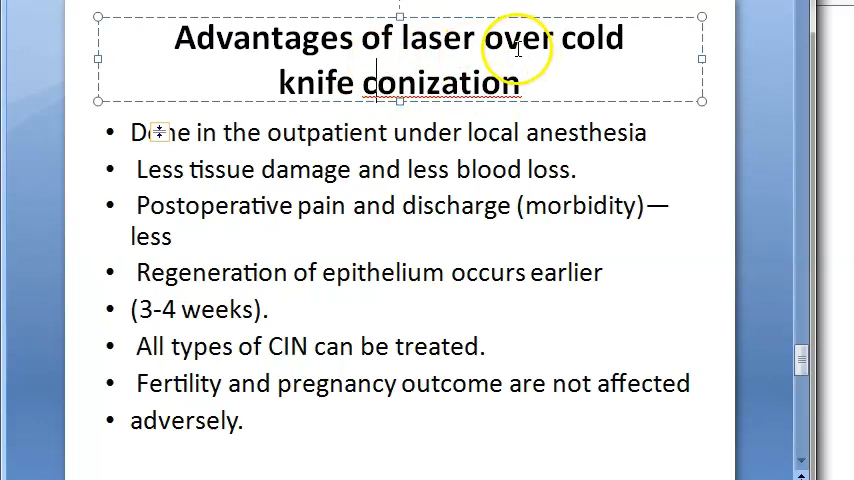 Advantages of laser over cold
knife conization
• Done in the outpatient under local anesthesia
• Less tissue damage and less blood loss.
• Postoperative pain and discharge (morbidity)—
less
• Regeneration of epithelium occurs earlier
• (3-4 weeks).
• All types of CIN can be treated.
• Fertility and pregnancy outcome are not affected
• adversely.